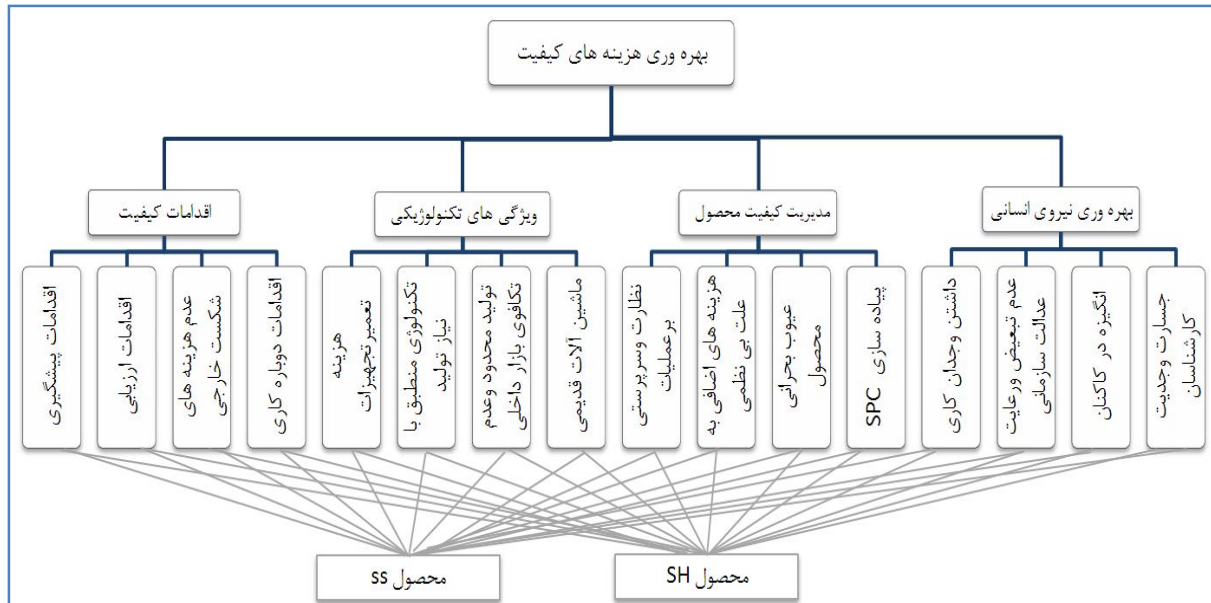 بهره وری هزینه های کیفیت
بهره وری نیروی انسانی
مدیریت کیفیت محصول
ویژگی های تکنولوژیکی
اقدامات کیفیت
جسارت وجدیت
کارشناسان
انگیزه در کاکنان
عدم تبعیض ورعایت
عدالت سازمانی
داشتن وجدان کاری
پیاده سازی SPC
عیوب بحرانی
محصول
هزینه های اضافی به
علت بی نظمی
نظارت وسرپرستی
برعملیات
ماشین آلات قدیمی
تولید محدود وعدم
تکافوی بازار داخلی
تکنولوژی منطبق با
نیاز تولید
هزینه
تعمیرتجهیزات
اقدامات دوباره کاری
عدم هزینه های
شکست خارجی
اقدامات ارزیابی
اقدامات پیشگیری
محصول SH
محصول ss